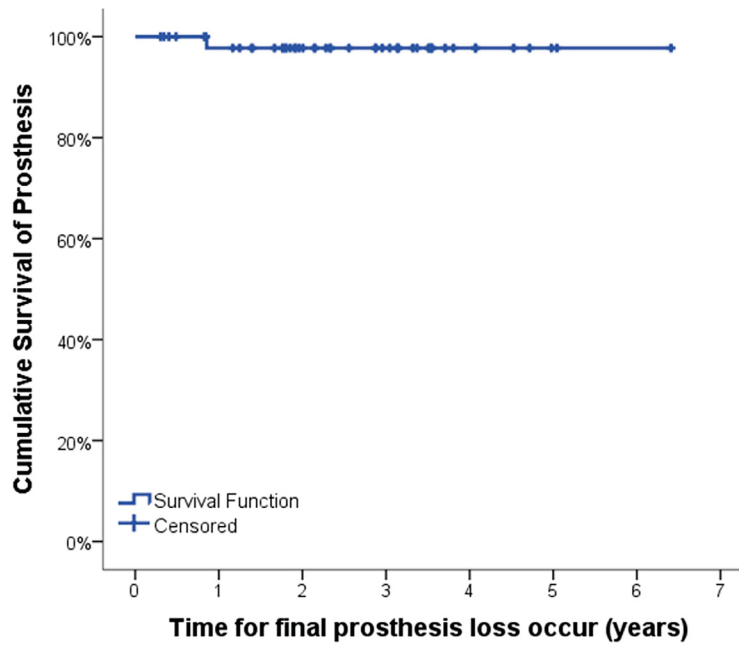 Cumulative Survival of Prosthesis
100%
80%
60%
40%
20%
0%
Survival Function
Censored
0 1 2 3 4 5 6 7
Time for final prosthesis loss occur (years)